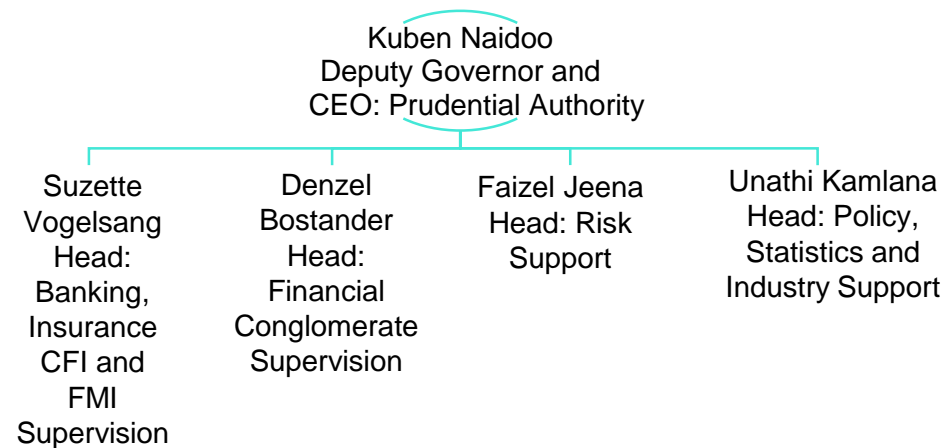 Kuben Naidoo
Deputy Governor and
CEO: Prudential Authority
Suzette
Vogelsang
Head:
Banking,
Insurance
CFI and
FMI
Supervision
Denzel
Bostander
Head:
Financial
Conglomerate
Supervision
Faizel Jeena
Head: Risk
Support
Unathi Kamlana
Head: Policy,
Statistics and
Industry Support